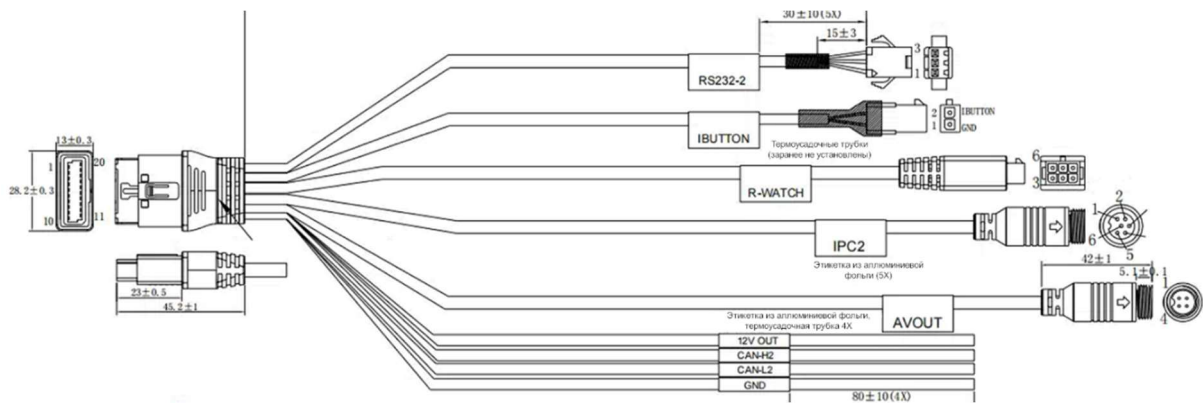 30±10(5X)
15±3
3
1
RS232-2
2 IBUTTON
1 GND
IBUTTON
Термоусадочные трубки
(заранее не установлены)
13±0.3
1 20
28.2±0.3
10 11
6
3
R-WATCH
1 2
6 5
IPC2
Этикетка из аллюминиевой
фольги (5X)
42±1
5.1±0.1
1
4
23±0.5
45.2±1
Этикетка из аллюминиевой фольги,
термоусадочная трубка 4X
AVOUT
12V OUT
CAN-H2
CAN-L2
GND
80±10(4X)